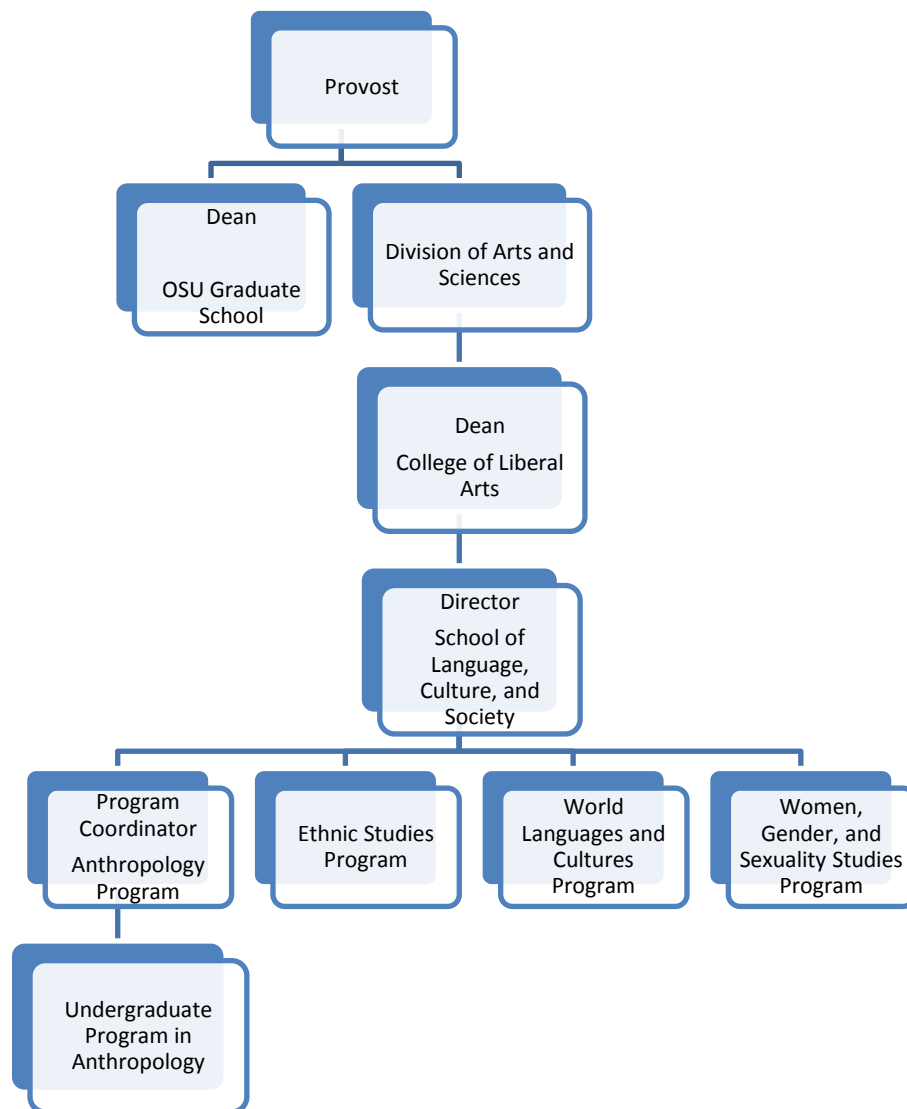 Provost
Dean
OSU Graduate
School
Division of Arts and
Sciences
Dean
College of Liberal
Arts
Director
School of
Language,
Culture, and
Society
Program
Coordinator
Anthropology
Program
Ethnic Studies
Program
World
Languages and
Cultures
Program
Women,
Gender, and
Sexuality Studies
Program
Undergraduate
Program in
Anthropology